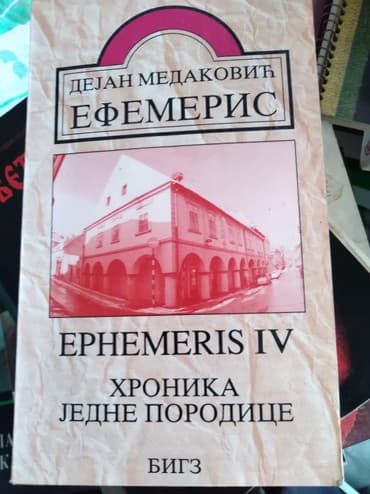 ДЕЈАН МЕДАКОВИЋ
ЕФЕМЕРИС
EPHEMERIS IV
ХРОНИКА
ЈЕДНЕ ПОРОДИЦЕ
БИГЗ